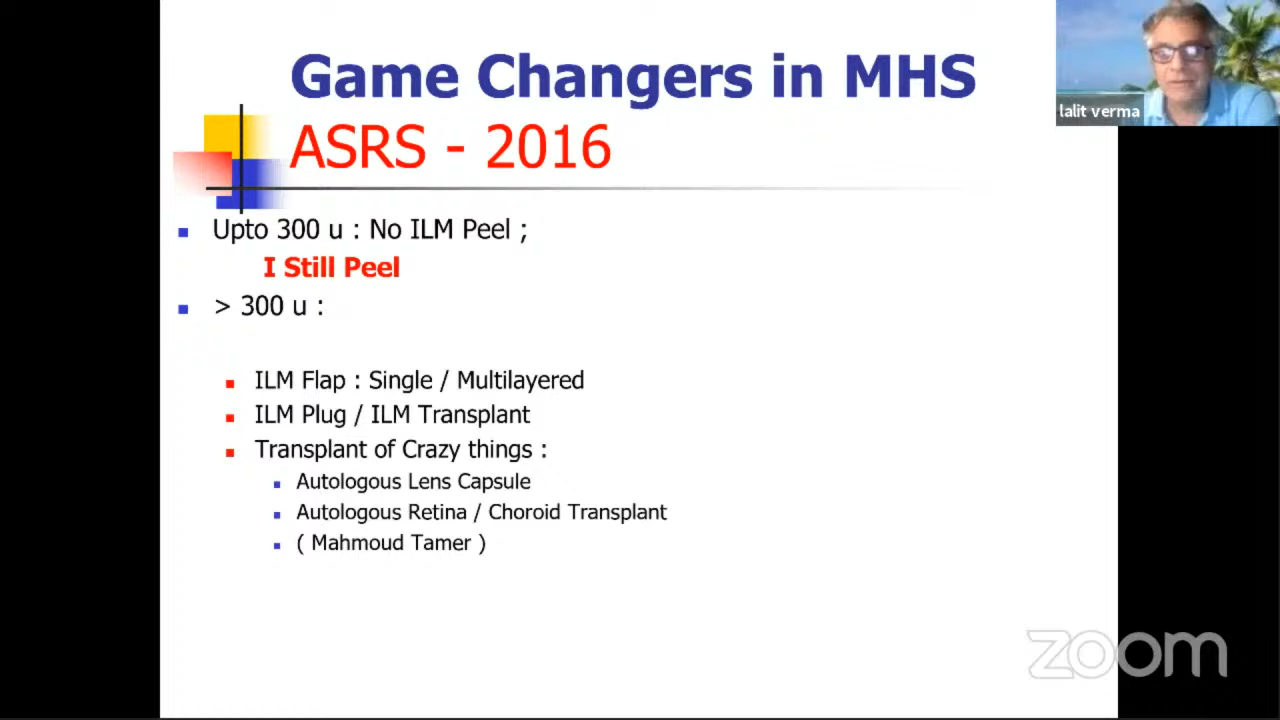 Game Changers in MHS
ASRS - 2016
lalit verma
Upto 300 u : No ILM Peel ;
I Still Peel
> 300 u :
ILM Flap : Single / Multilayered
ILM Plug / ILM Transplant
Transplant of Crazy things :
Autologous Lens Capsule
Autologous Retina / Choroid Transplant
( Mahmoud Tamer )
zoom